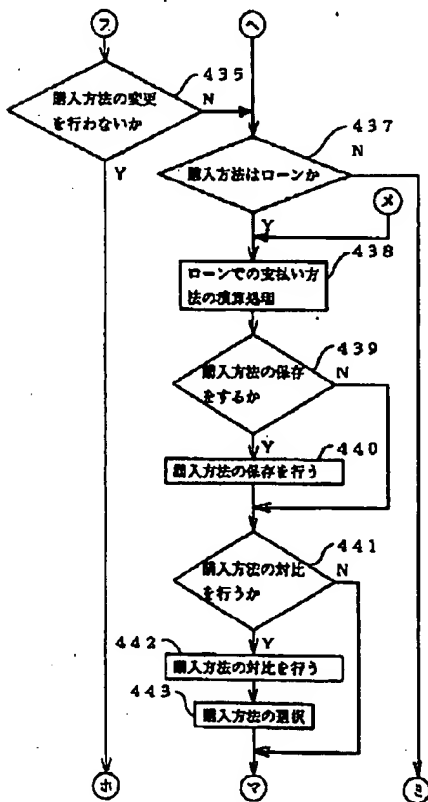 フ
ヘ
435
購入方法の変更
を行わないか
N
437
N
Y
購入方法はローンか
メ
Y
438
ローンでの支払い方
法の演算処理
439
購入方法の保存
をするか
N
Y
440
購入方法の保存を行う
441
購入方法の対比
を行うか
N
442
Y
購入方法の対比を行う
443
購入方法の選択
ホ
マ
ミ